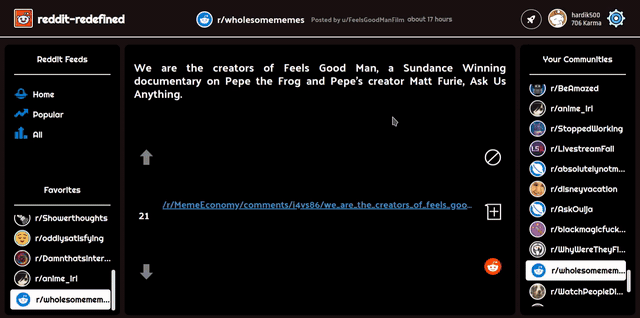 reddit-redefined
r/wholesomememes Posted by u/FeelsGoodManFilm about 17 hours
hardik500
706 Karma
Reddit Feeds
Home
Popular
All
Favorites
r/Showerthoughts
r/oddlysatisfying
r/DamnthatsInter...
r/anime_irl
r/wholesomemem...
We are the creators of Feels Good Man, a Sundance Winning
documentary on Pepe the Frog and Pepe's creator Matt Furie, Ask Us
Anything.
21
/r/MemeEconomy/comments/i4vs86/we_are_the_creators_of_feels_goo...
Your Communities
r/BeAmazed
r/anime_irl
r/StoppedWorking
r/LivestreamFail
r/absolutelynotm...
r/disneyvacation
r/AskOuija
r/blackmagicfuck...
r/WhyWereTheyFi...
r/wholesomemem...
r/WatchPeopleDi...